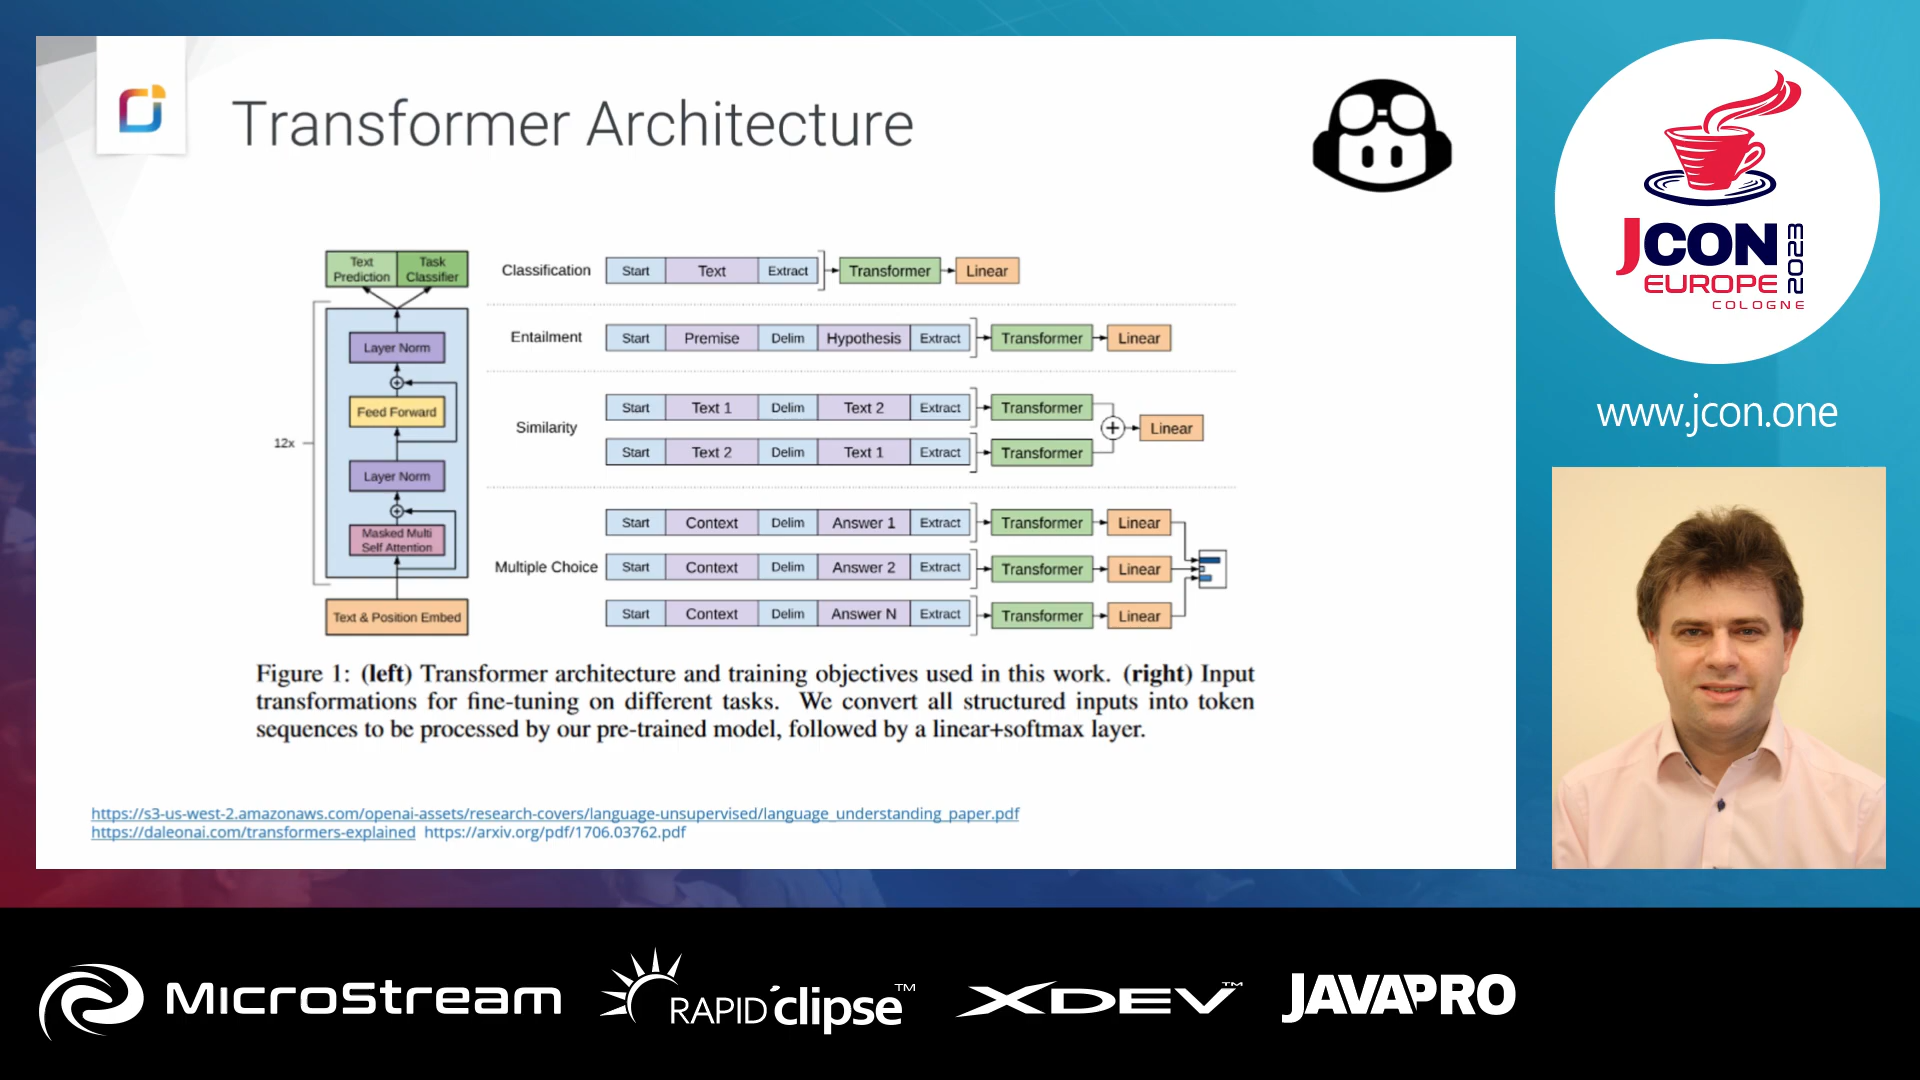 Transformer Architecture
Text Prediction
Task Classifier
12x
Layer Norm
Feed Forward
Layer Norm
Masked Multi Self Attention
Text & Position Embed
Classification Start Text Extract Transformer Linear
Entailment Start Premise Delim Hypothesis Extract Transformer Linear
Similarity
Start Text 1 Delim Text 2 Extract Transformer
Start Text 2 Delim Text 1 Extract Transformer
Linear
Multiple Choice
Start Context Delim Answer 1 Extract Transformer Linear
Start Context Delim Answer 2 Extract Transformer Linear
Start Context Delim Answer N Extract Transformer Linear
Figure 1: (left) Transformer architecture and training objectives used in this work. (right) Input
transformations for fine-tuning on different tasks. We convert all structured inputs into token
sequences to be processed by our pre-trained model, followed by a linear+softmax layer.
https://s3-us-west-2.amazonaws.com/openai-assets/research-covers/language-unsupervised/language_understanding_paper.pdf
https://daleonai.com/transformers-explained https://arxiv.org/pdf/1706.03762.pdf
JCON
EUROPE
2023
COLOGNE
www.jcon.one
MicroStream
RAPID'clipse™
XDEV™
JAVAPRO